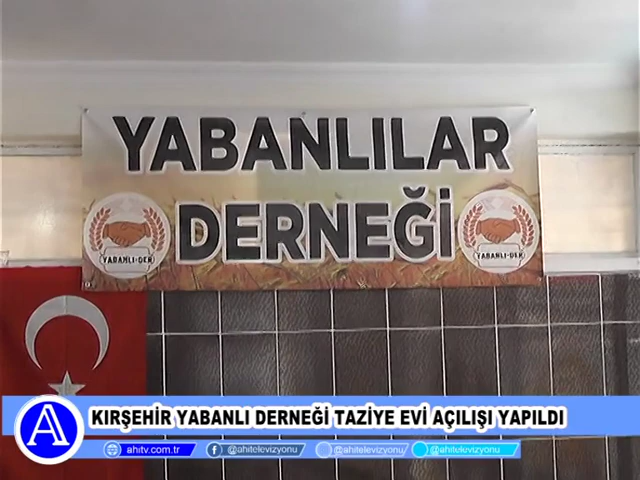 YABANLILAR
DERNEĞİ
YABANLI-DER
YABANLI-DER
KIRŞEHİR YABANLI DERNEĞİ TAZİYE EVİ AÇILIŞI YAPILDI
A
ahitv.com.tr
@ahitelevizyonu
@ahitelevizyonu
@ahitelevizyonu